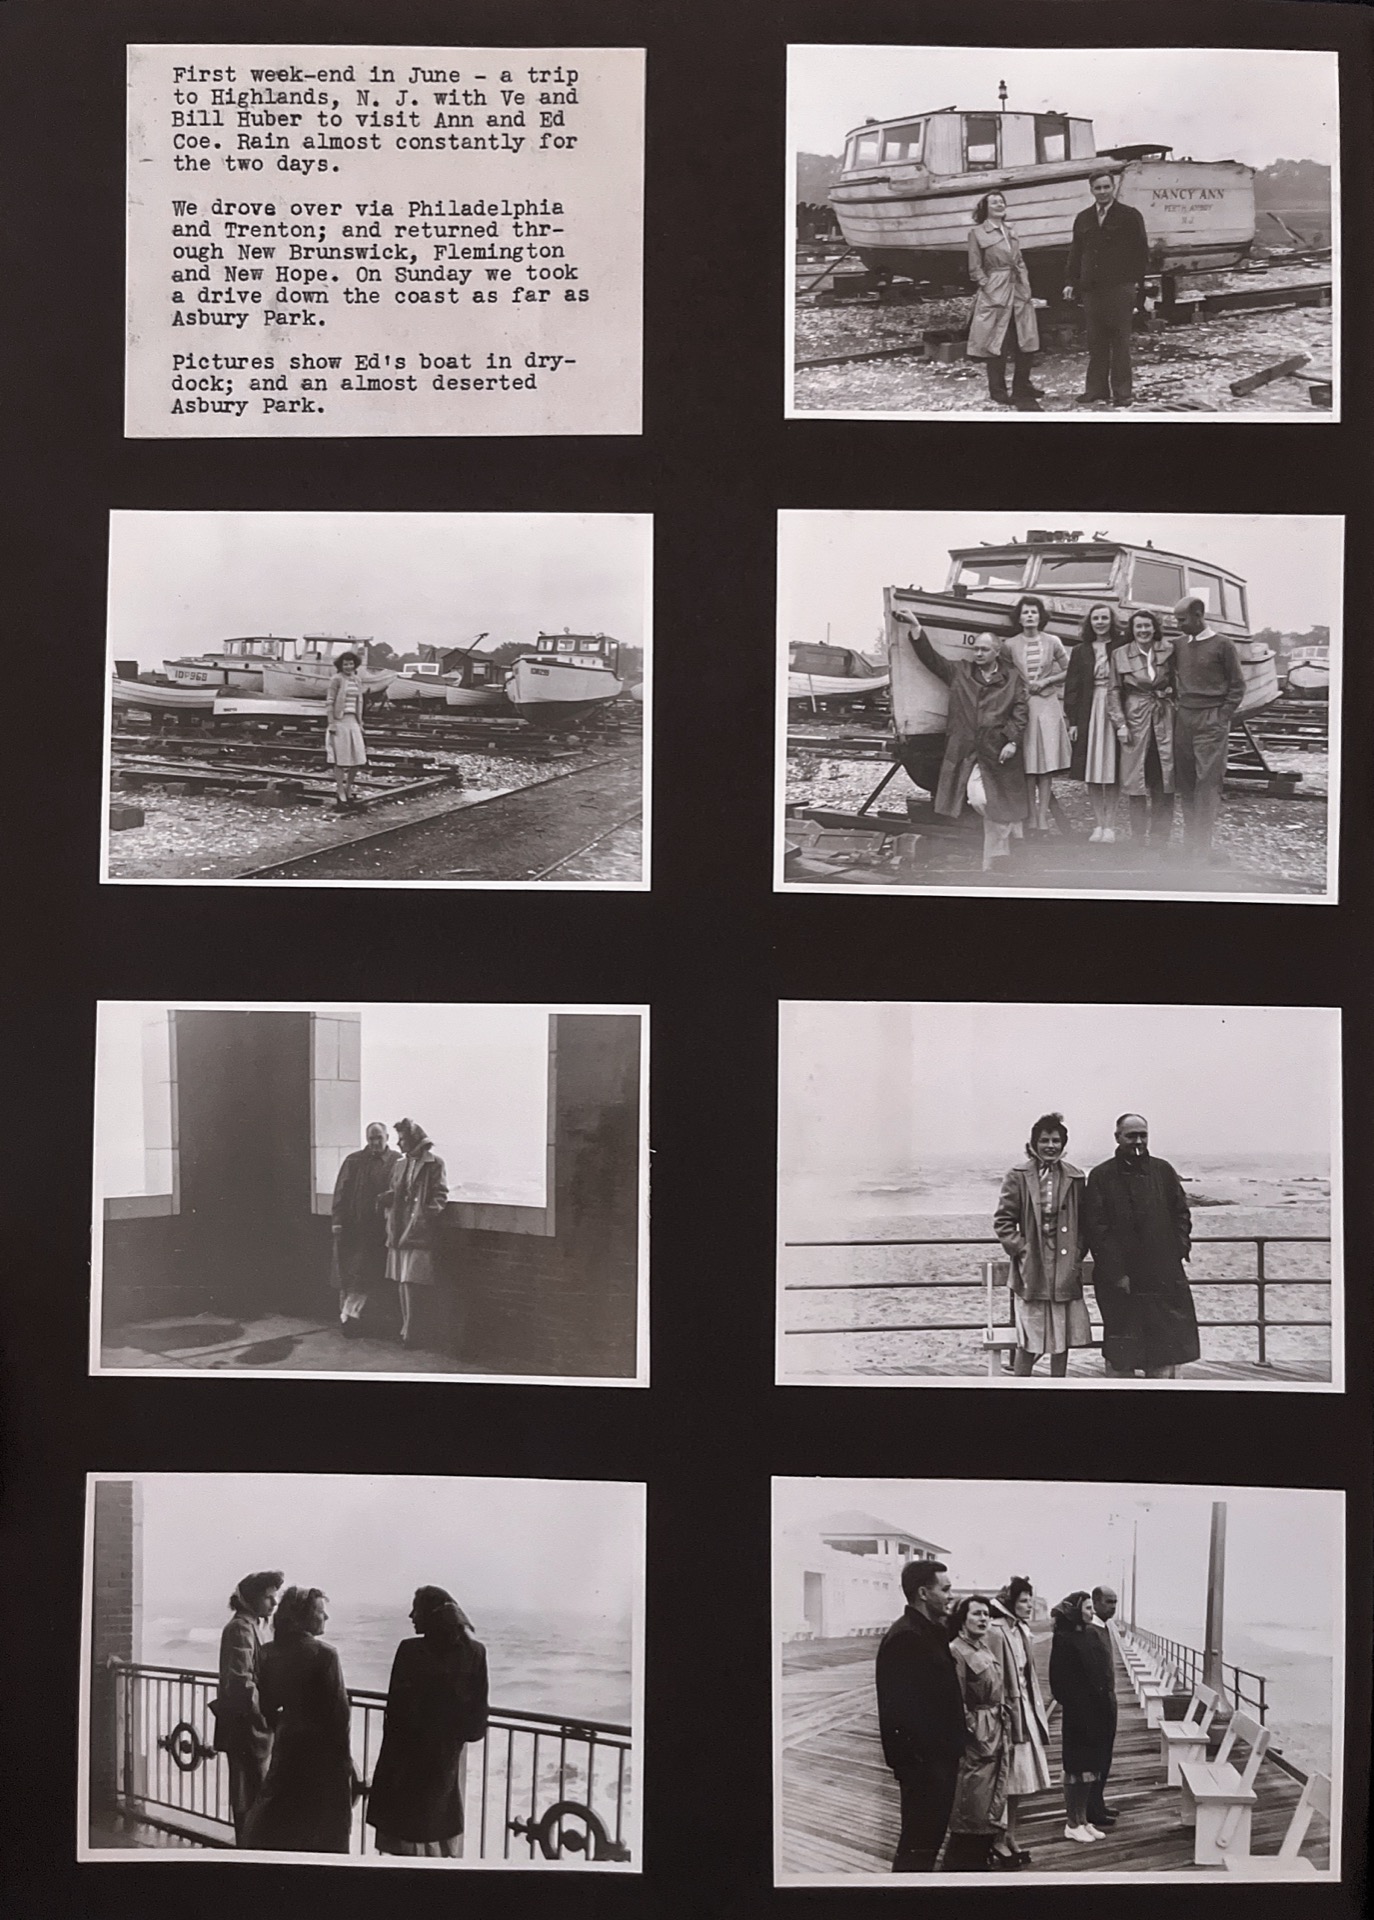 First week-end in June - a trip
to Highlands, N. J. with Ve and
Bill Huber to visit Ann and Ed
Coe. Rain almost constantly for
the two days.
We drove over via Philadelphia
and Trenton; and returned thr-
ough New Brunswick, Flemington
and New Hope. On Sunday we took
a drive down the coast as far as
Asbury Park.
Pictures show Ed's boat in dry-
dock; and an almost deserted
Asbury Park.
NANCY ANN
PERTH AMBOY
N.J.
10